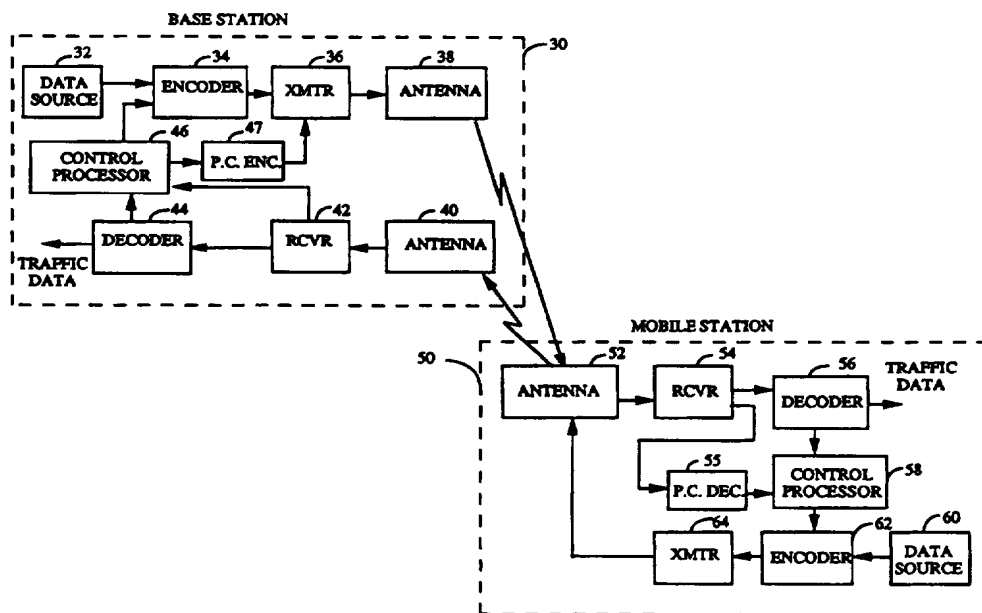 BASE STATION
30
32
DATA
SOURCE
34
ENCODER
36
XMTR
38
ANTENNA
46
CONTROL
PROCESSOR
47
P.C. ENC.
44
DECODER
42
RCVR
40
ANTENNA
TRAFFIC
DATA
MOBILE STATION
50
52
ANTENNA
54
RCVR
56
DECODER
TRAFFIC
DATA
55
P.C. DEC.
CONTROL
PROCESSOR
58
64
XMTR
62
ENCODER
60
DATA
SOURCE